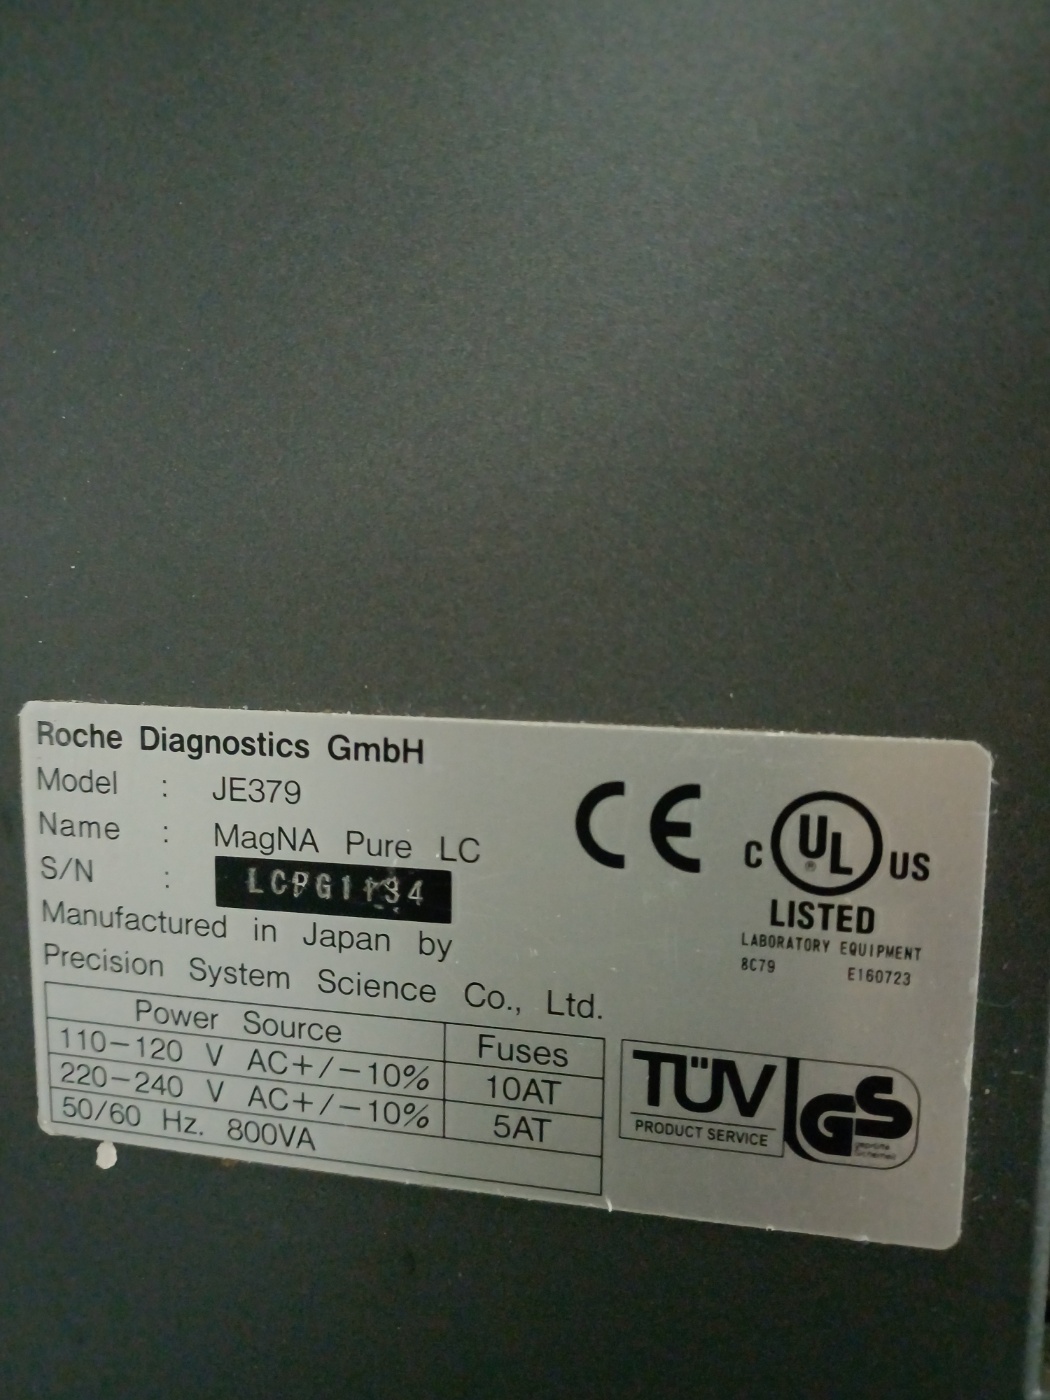 Roche Diagnostics GmbH
Model : JE379
Name : MagNA Pure LC
S/N : LCPG1134
Manufactured in Japan by
Precision System Science Co., Ltd.
Power Source Fuses
110-120 V AC+/-10% 10AT
220-240 V AC+/-10% 5AT
50/60 Hz. 800VA
CE
C UL ® US
LISTED
LABORATORY EQUIPMENT
8C79 E160723
TÜV GS
PRODUCT SERVICE